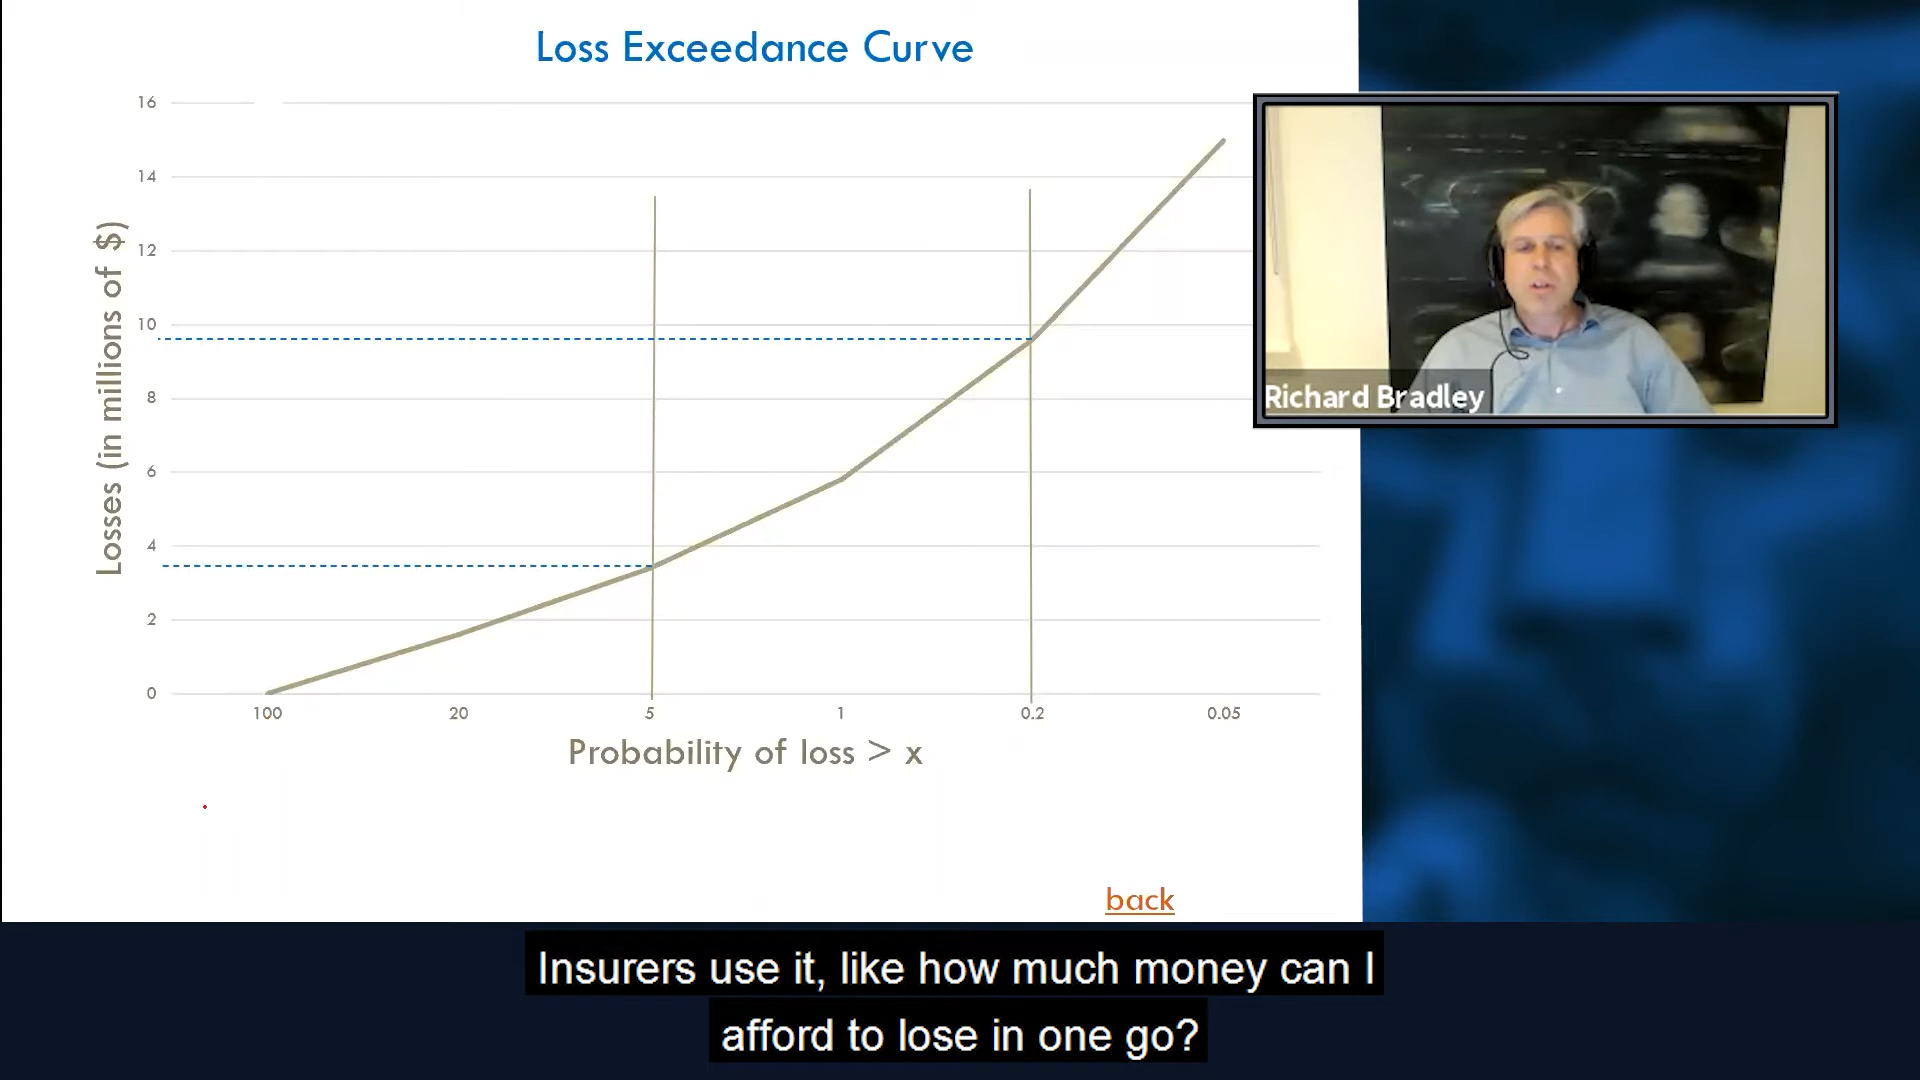 Loss Exceedance Curve
16
14
12
10
8
6
4
2
0
Losses (in millions of $)
100 20 5 1 0.2 0.05
Probability of loss > x
back
Richard Bradley
Insurers use it, like how much money can I
afford to lose in one go?